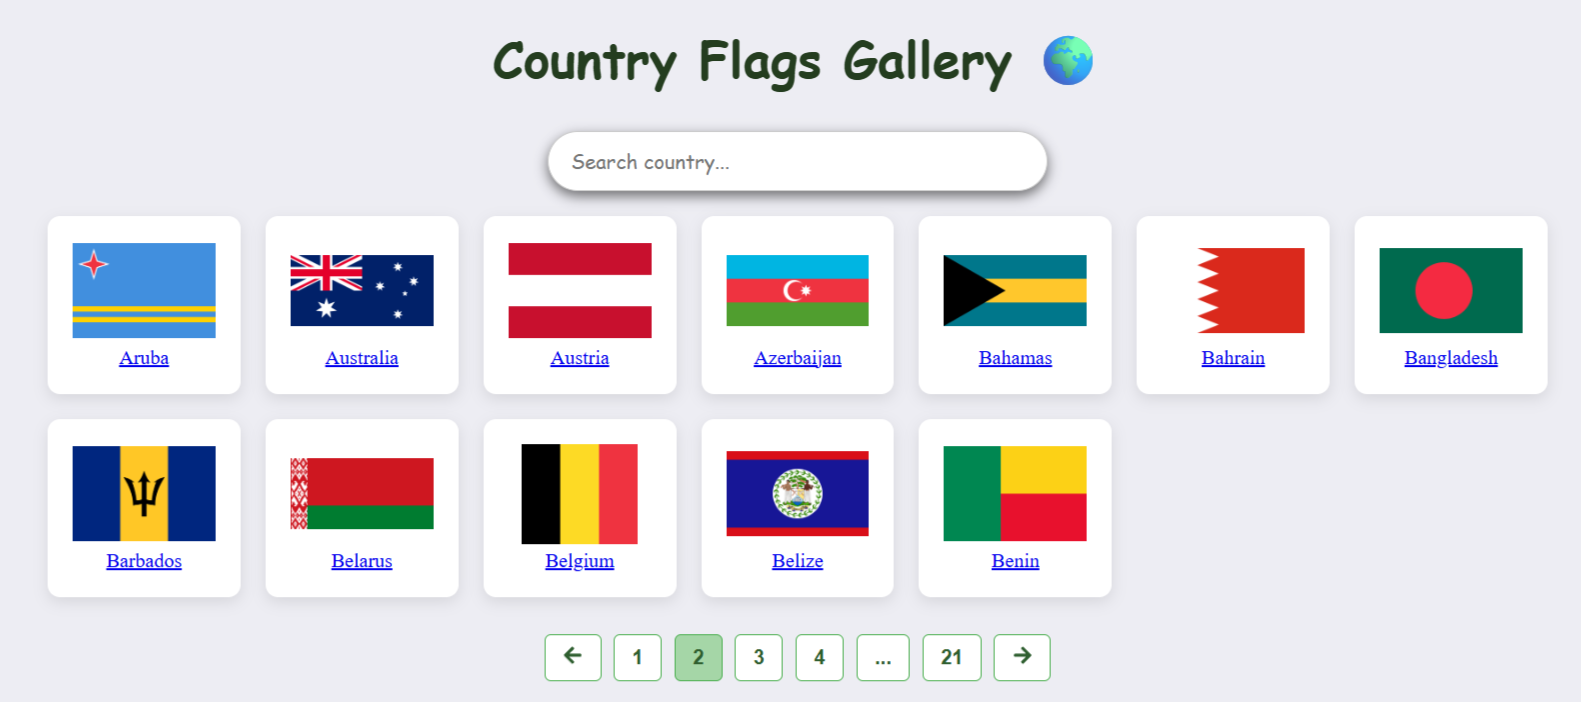 Country Flags Gallery 🌍
Search country...
Aruba Australia Austria Azerbaijan Bahamas Bahrain Bangladesh
Barbados Belarus Belgium Belize Benin
← 1 2 3 4 ... 21 →